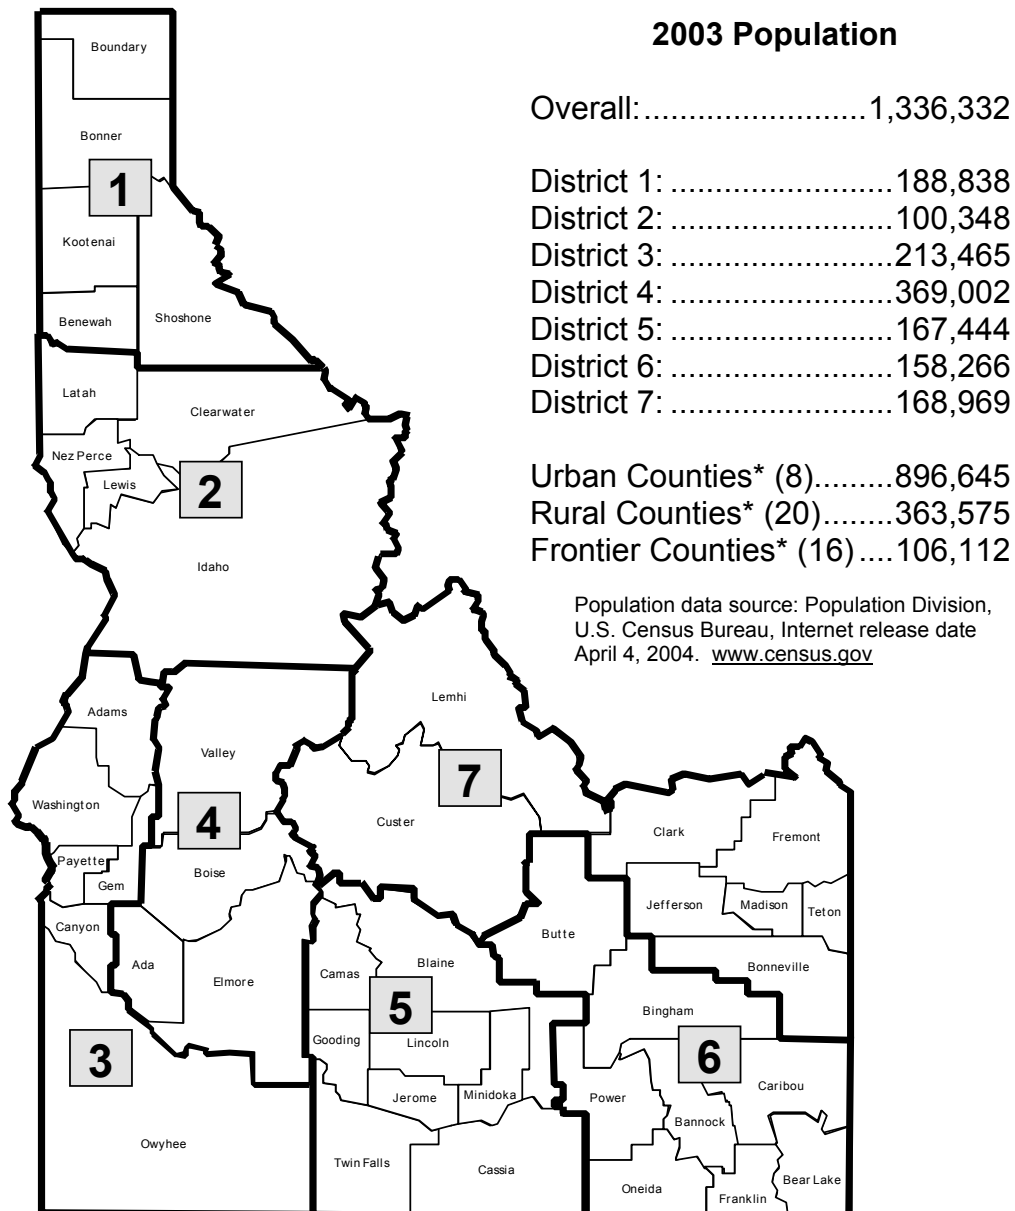 2003 Population
Overall:.........................1,336,332
District 1: .........................188,838
District 2: .........................100,348
District 3: .........................213,465
District 4: .........................369,002
District 5: .........................167,444
District 6: .........................158,266
District 7: .........................168,969
Urban Counties* (8).........896,645
Rural Counties* (20)........363,575
Frontier Counties* (16) ....106,112
Population data source: Population Division,
U.S. Census Bureau, Internet release date
April 4, 2004. www.census.gov
Boundary
Bonner
1
Kootenai
Benewah
Shoshone
Latah
Clearwater
Nez Perce
Lewis
2
Idaho
Adams
Valley
Lemhi
Washington
4
7
Custer
Clark
Fremont
Payette
Gem
Boise
Jefferson
Madison
Teton
Canyon
Ada
Elmore
Camas
Blaine
Butte
Bonneville
5
Bingham
3
Gooding
Lincoln
6
Jerome
Minidoka
Power
Caribou
Bannock
Owyhee
Twin Falls
Cassia
Oneida
Franklin
Bear Lake